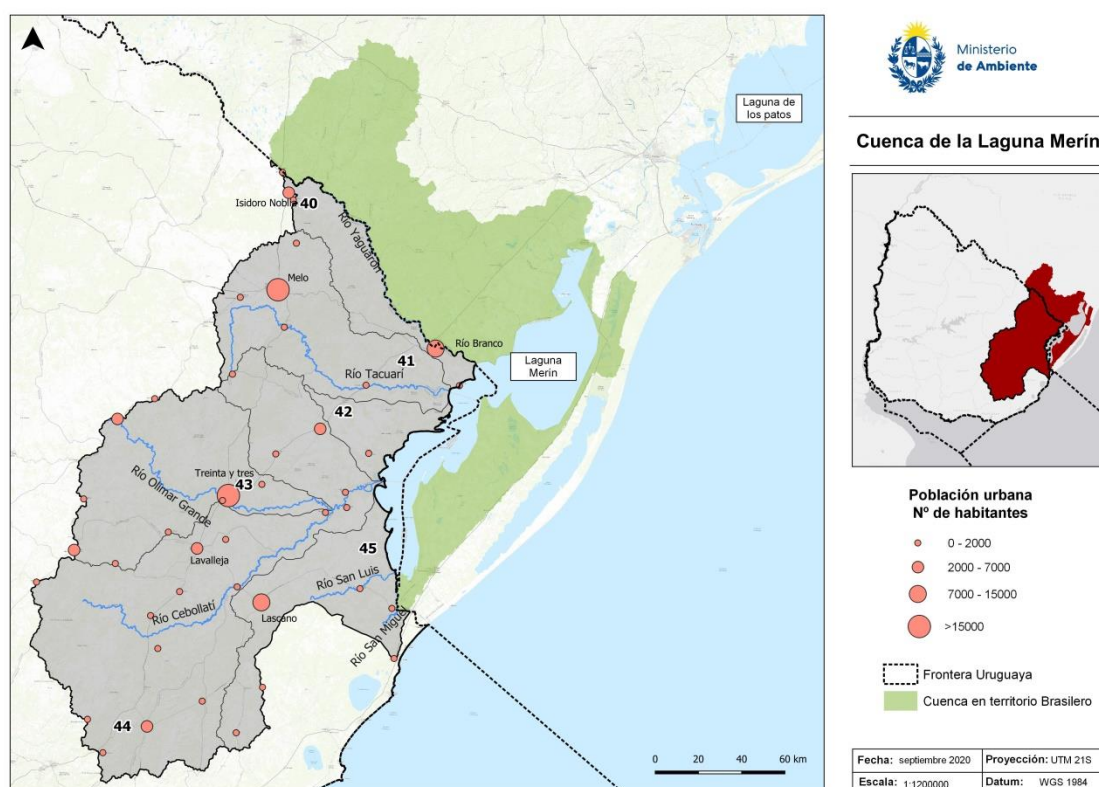 Laguna de
los patos
Isidoro Noblía
40
Río Yaguarón
Melo
41
Río Branco
Laguna
Merín
Río Tacuarí
42
Treinta y tres
43
Río Olimar Grande
Lavalleja
45
Río San Luis
Río Cebollatí
Lascano
Río San Miguel
44
0 20 40 60 km
Ministerio
de Ambiente
Cuenca de la Laguna Merín
Población urbana
Nº de habitantes
0 - 2000
2000 - 7000
7000 - 15000
>15000
Frontera Uruguaya
Cuenca en territorio Brasilero
Fecha: septiembre 2020
Proyección: UTM 21S
Escala: 1:1200000
Datum: WGS 1984